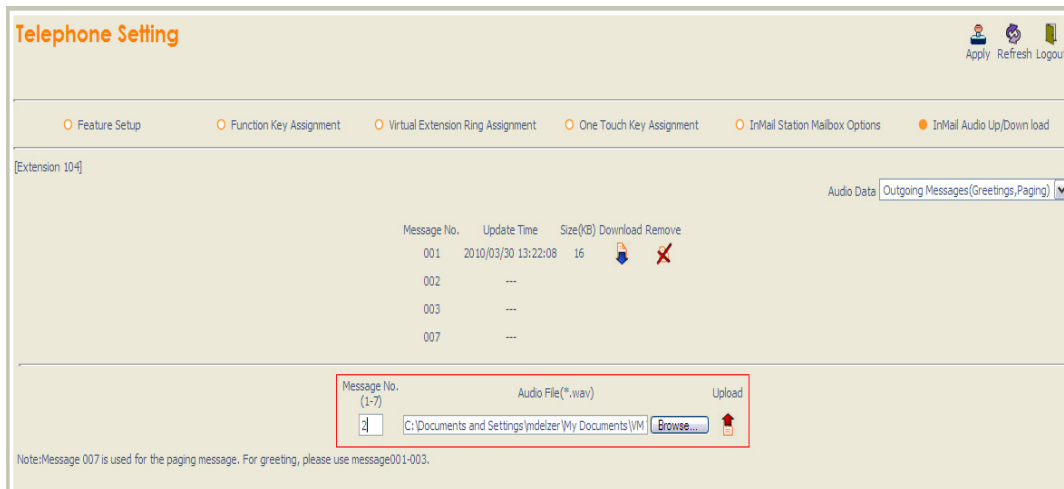 Telephone Setting
Apply Refresh Logout
Feature Setup Function Key Assignment Virtual Extension Ring Assignment One Touch Key Assignment InMail Station Mailbox Options InMail Audio Up/Down load
[Extension 104]
Audio Data Outgoing Messages(Greetings,Paging)
Message No. Update Time Size(KB) Download Remove
001 2010/03/30 13:22:08 16
002 ---
003 ---
007 ---
Message No. Audio File(*.wav) Upload
(1-7)
2 C:\Documents and Settings\mdelzer\My Documents\VM Browse...
Note:Message 007 is used for the paging message. For greeting, please use message001-003.